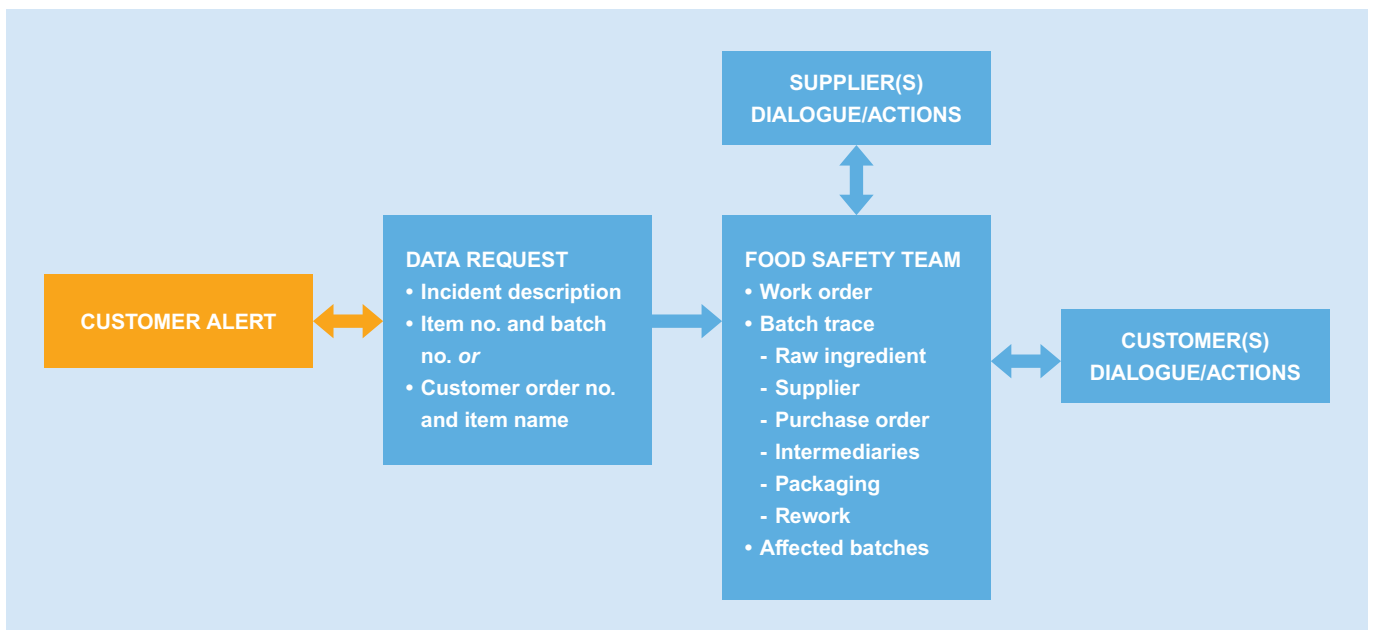 SUPPLIER(S)
DIALOGUE/ACTIONS
CUSTOMER ALERT
DATA REQUEST
• Incident description
• Item no. and batch
no. or
• Customer order no.
and item name
FOOD SAFETY TEAM
• Work order
• Batch trace
- Raw ingredient
- Supplier
- Purchase order
- Intermediaries
- Packaging
- Rework
• Affected batches
CUSTOMER(S)
DIALOGUE/ACTIONS